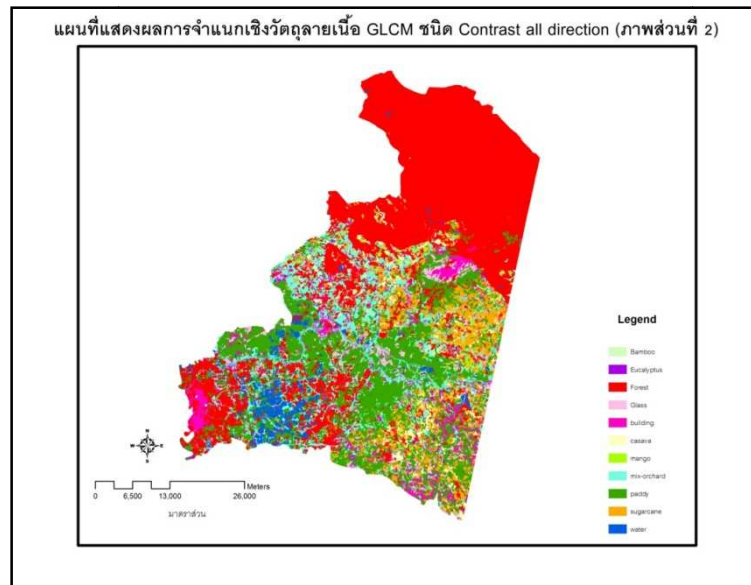 แผนที่แสดงผลการจำแนกเชิงวัตถุลายเนื้อ GLCM ชนิด Contrast all direction (ภาพส่วนที่ 2)
Legend
Bamboo
Eucalyptus
Forest
Glass
building
casava
mango
mix-orchard
paddy
sugarcane
water
N
W E
S
Meters
0 6,500 13,000 26,000
มาตราส่วน